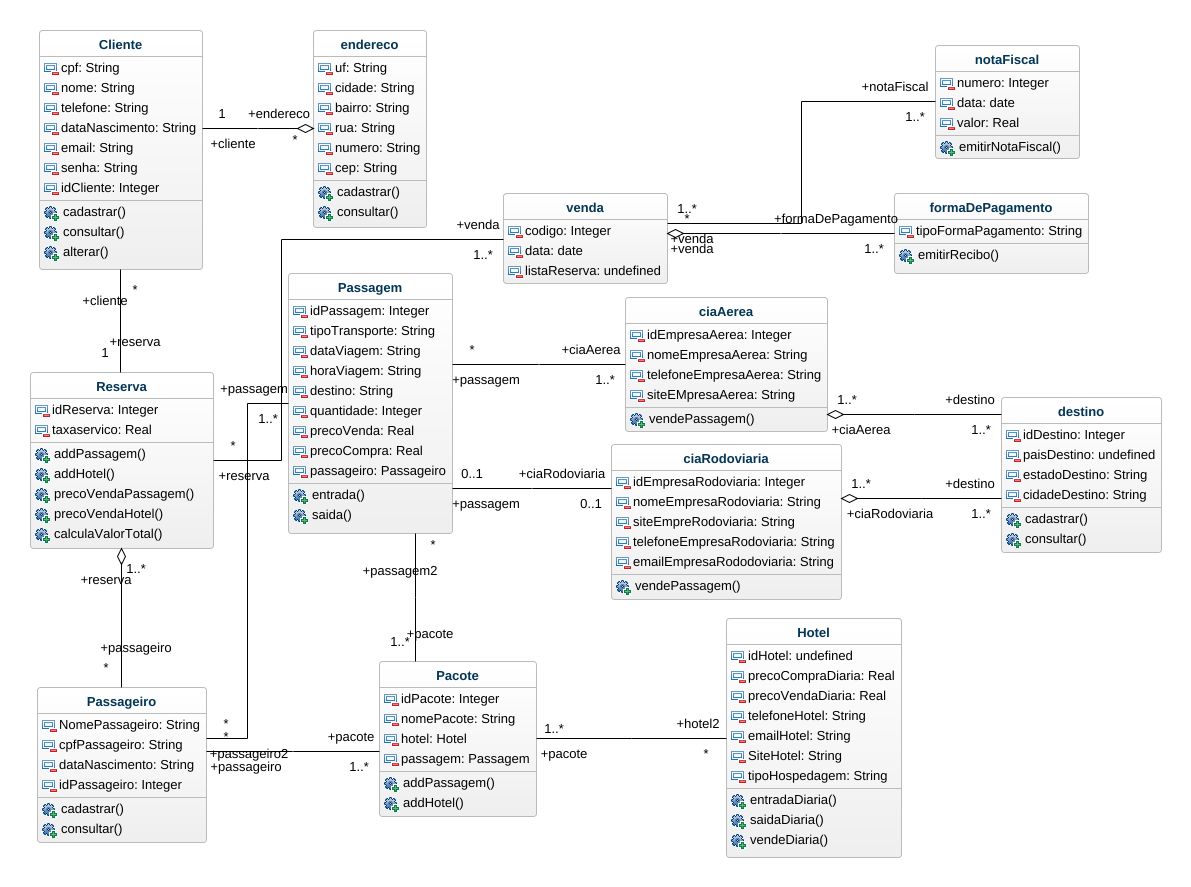 Cliente
cpf: String
nome: String
telefone: String
dataNascimento: String
email: String
senha: String
idCliente: Integer
cadastrar()
consultar()
alterar()
1
+endereco
+cliente
*
endereco
uf: String
cidade: String
bairro: String
rua: String
numero: String
cep: String
cadastrar()
consultar()
notaFiscal
numero: Integer
data: date
valor: Real
emitirNotaFiscal()
+notaFiscal
1..*
venda
codigo: Integer
data: date
listaReserva: undefined
+venda
1..*
1..*
*
+venda
+venda
+formaDePagamento
1..*
formaDePagamento
tipoFormaPagamento: String
emitirRecibo()
*
+cliente
+reserva
1
Passagem
idPassagem: Integer
tipoTransporte: String
dataViagem: String
horaViagem: String
destino: String
quantidade: Integer
precoVenda: Real
precoCompra: Real
passageiro: Passageiro
entrada()
saida()
*
+ciaAerea
+passagem
1..*
ciaAerea
idEmpresaAerea: Integer
nomeEmpresaAerea: String
telefoneEmpresaAerea: String
siteEMpresaAerea: String
vendePassagem()
1..*
+destino
+ciaAerea
1..*
destino
idDestino: Integer
paisDestino: undefined
estadoDestino: String
cidadeDestino: String
cadastrar()
consultar()
Reserva
idReserva: Integer
taxaservico: Real
addPassagem()
addHotel()
precoVendaPassagem()
precoVendaHotel()
calculaValorTotal()
+passagem
1..*
*
+reserva
0..1
+ciaRodoviaria
+passagem
0..1
ciaRodoviaria
idEmpresaRodoviaria: Integer
nomeEmpresaRodoviaria: String
siteEmpreRodoviaria: String
telefoneEmpresaRodoviaria: String
emailEmpresaRododoviaria: String
vendePassagem()
1..*
+destino
+ciaRodoviaria
1..*
1..*
+reserva
+passageiro
*
*
+passagem2
+pacote
1..*
Passageiro
NomePassageiro: String
cpfPassageiro: String
dataNascimento: String
idPassageiro: Integer
cadastrar()
consultar()
*
*
+passageiro2
+passageiro
+pacote
1..*
Pacote
idPacote: Integer
nomePacote: String
hotel: Hotel
passagem: Passagem
addPassagem()
addHotel()
1..*
+hotel2
+pacote
*
Hotel
idHotel: undefined
precoCompraDiaria: Real
precoVendaDiaria: Real
telefoneHotel: String
emailHotel: String
SiteHotel: String
tipoHospedagem: String
entradaDiaria()
saidaDiaria()
vendeDiaria()